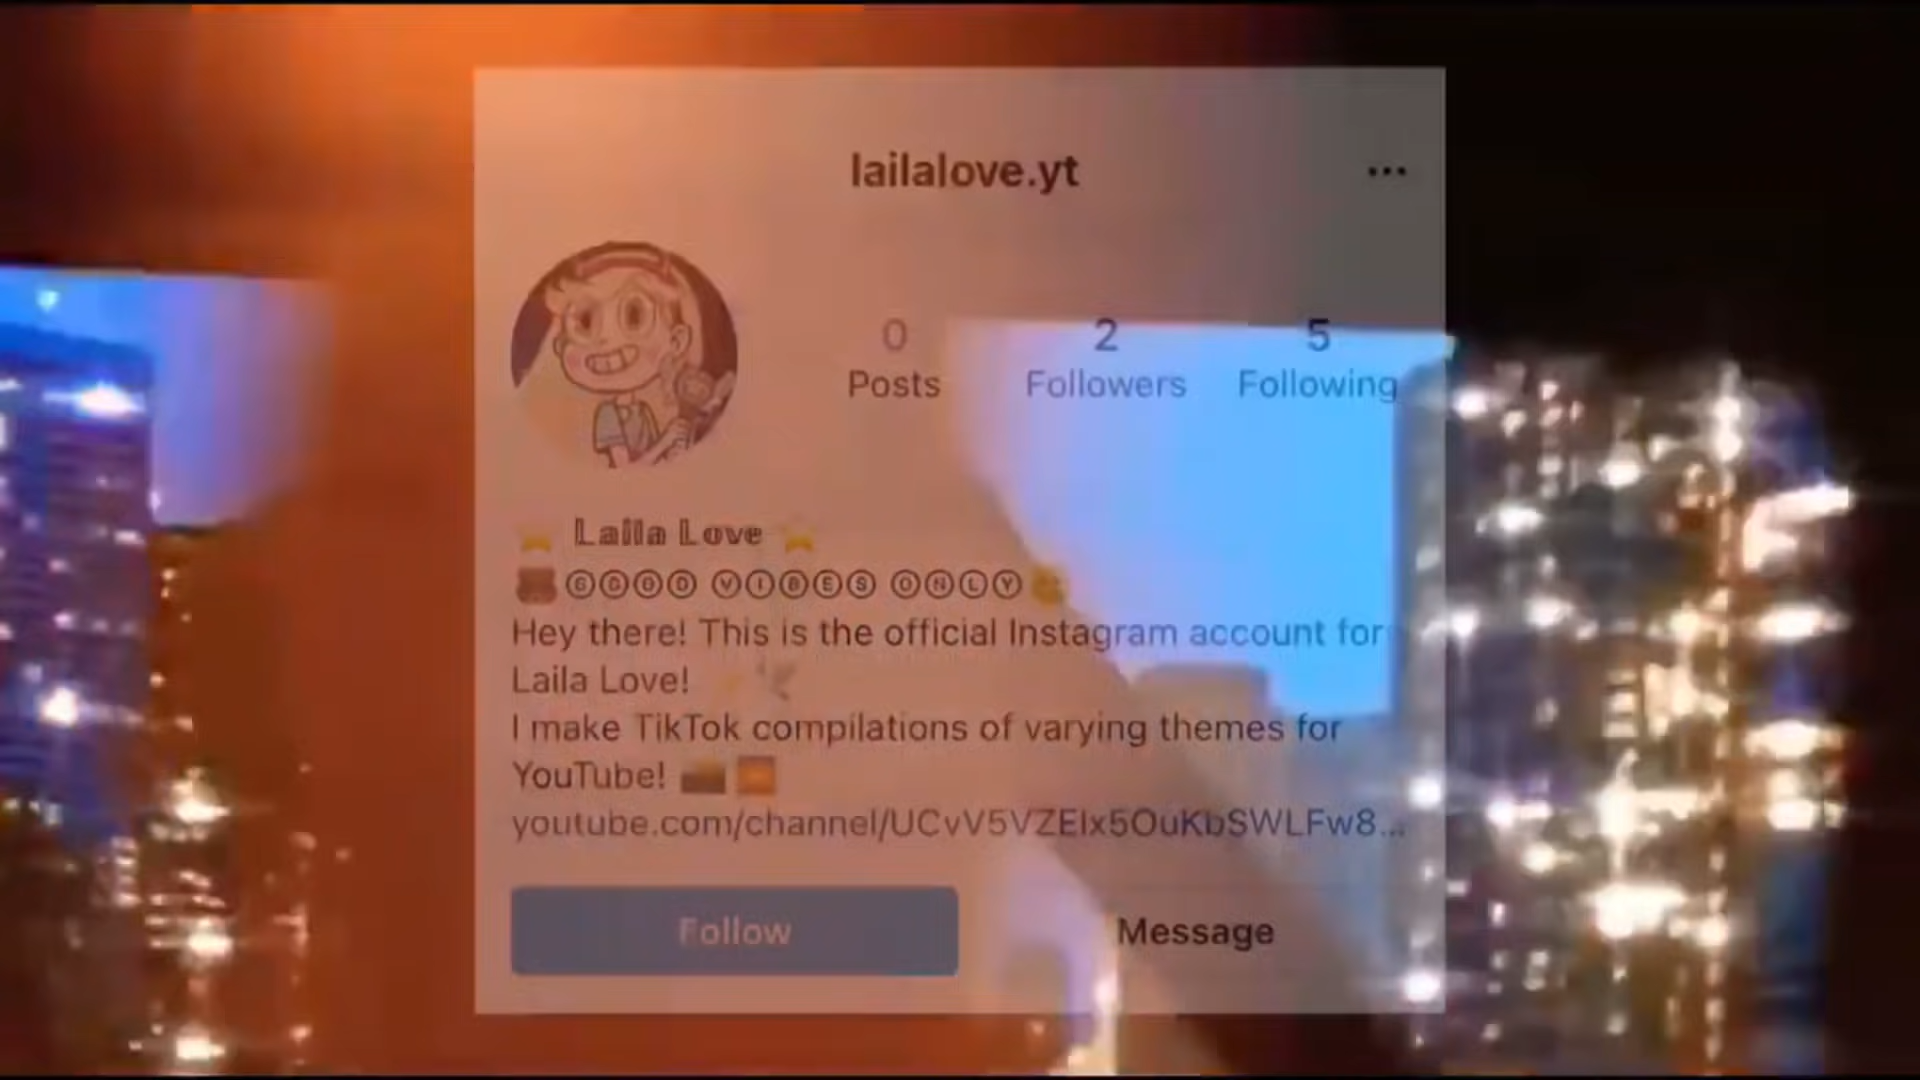 lailalove.yt
...
0 2 5
Posts Followers Following
⭐ 𝕃𝕒𝕚𝕝𝕒 𝕃𝕠𝕧𝕖 ⭐
ⒼⓄⓄⒹ ⓋⒾⒷⒺⓈ ⓄⓃⓁⓎ
Hey there! This is the official Instagram account for
Laila Love! ✨🕊
I make TikTok compilations of varying themes for
YouTube!
youtube.com/channel/UCvV5VZEIx5OuKbSWLFw8...
Follow Message